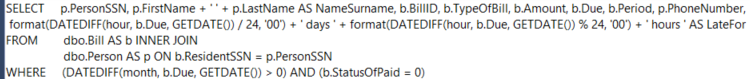 SELECT p.PersonSSN, p.FirstName + ' ' + p.LastName AS NameSurname, b.BillID, b.TypeOfBill, b.Amount, b.Due, b.Period, p.PhoneNumber,
format(DATEDIFF(hour, b.Due, GETDATE()) / 24, '00') + ' days ' + format(DATEDIFF(hour, b.Due, GETDATE()) % 24, '00') + ' hours ' AS LateFor
FROM dbo.Bill AS b INNER JOIN
dbo.Person AS p ON b.ResidentSSN = p.PersonSSN
WHERE (DATEDIFF(month, b.Due, GETDATE()) > 0) AND (b.StatusOfPaid = 0)